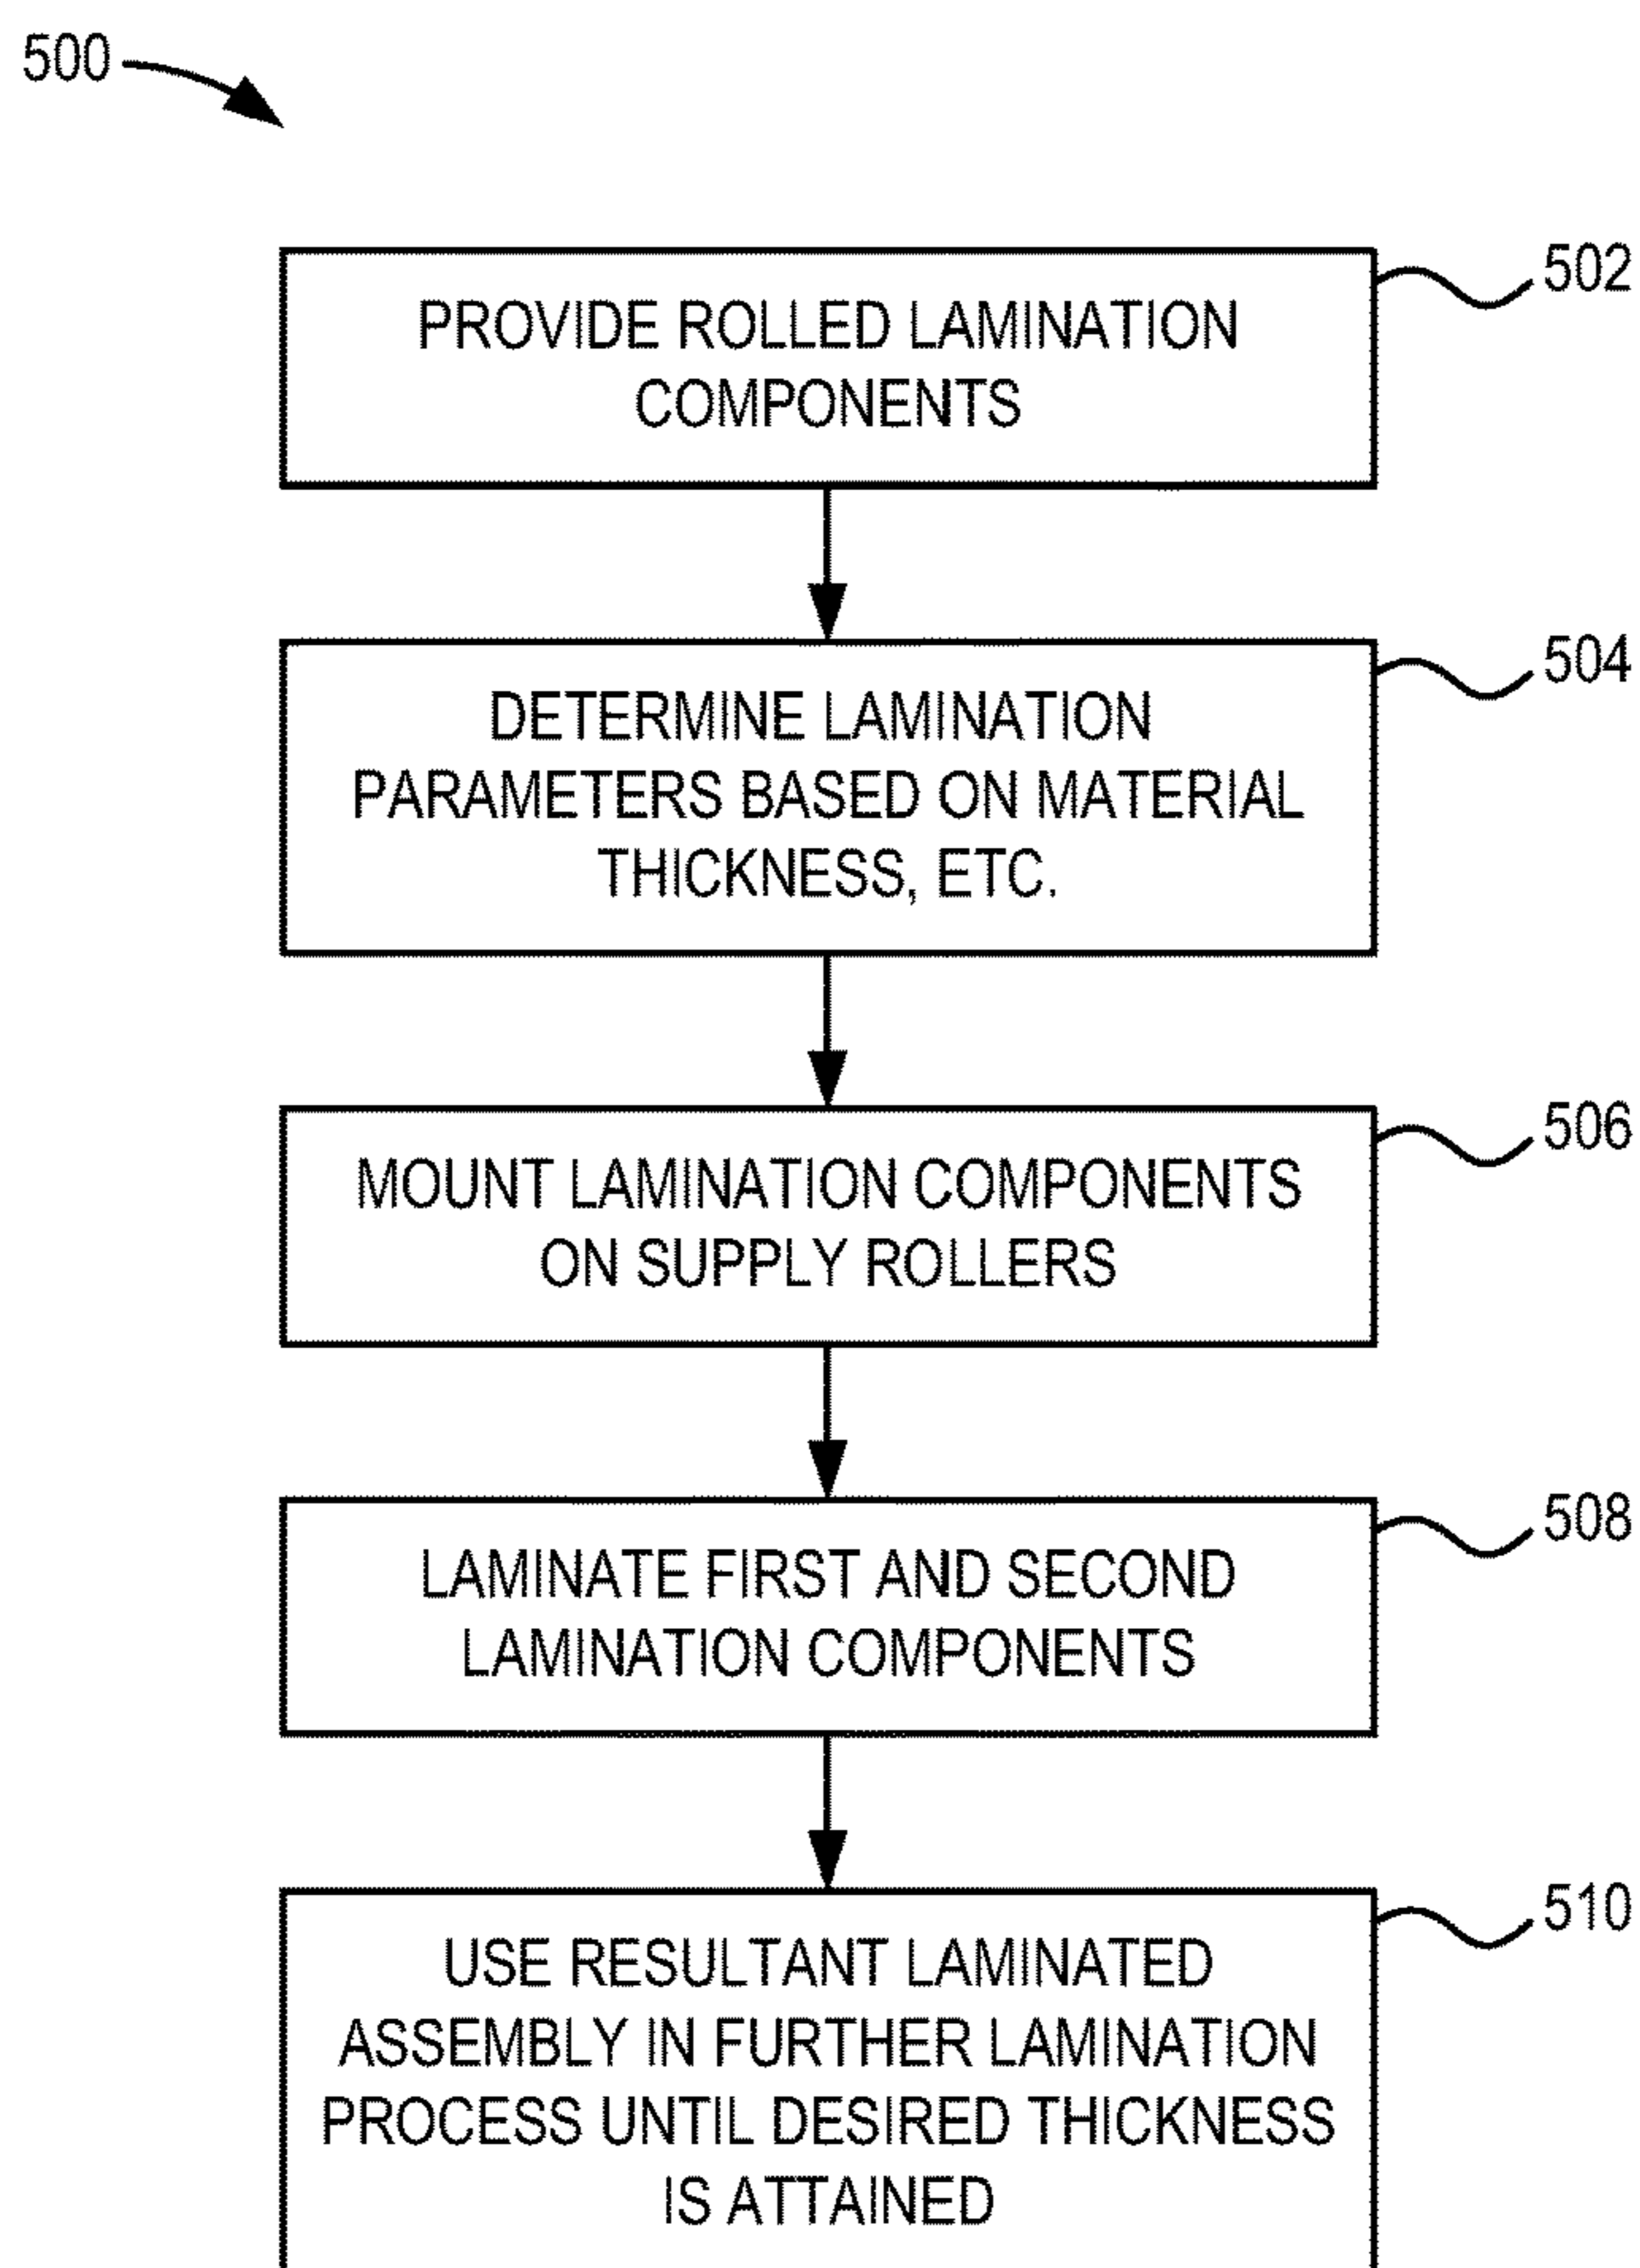 500
PROVIDE ROLLED LAMINATION
COMPONENTS
502
DETERMINE LAMINATION
PARAMETERS BASED ON MATERIAL
THICKNESS, ETC.
504
MOUNT LAMINATION COMPONENTS
ON SUPPLY ROLLERS
506
LAMINATE FIRST AND SECOND
LAMINATION COMPONENTS
508
USE RESULTANT LAMINATED
ASSEMBLY IN FURTHER LAMINATION
PROCESS UNTIL DESIRED THICKNESS
IS ATTAINED
510